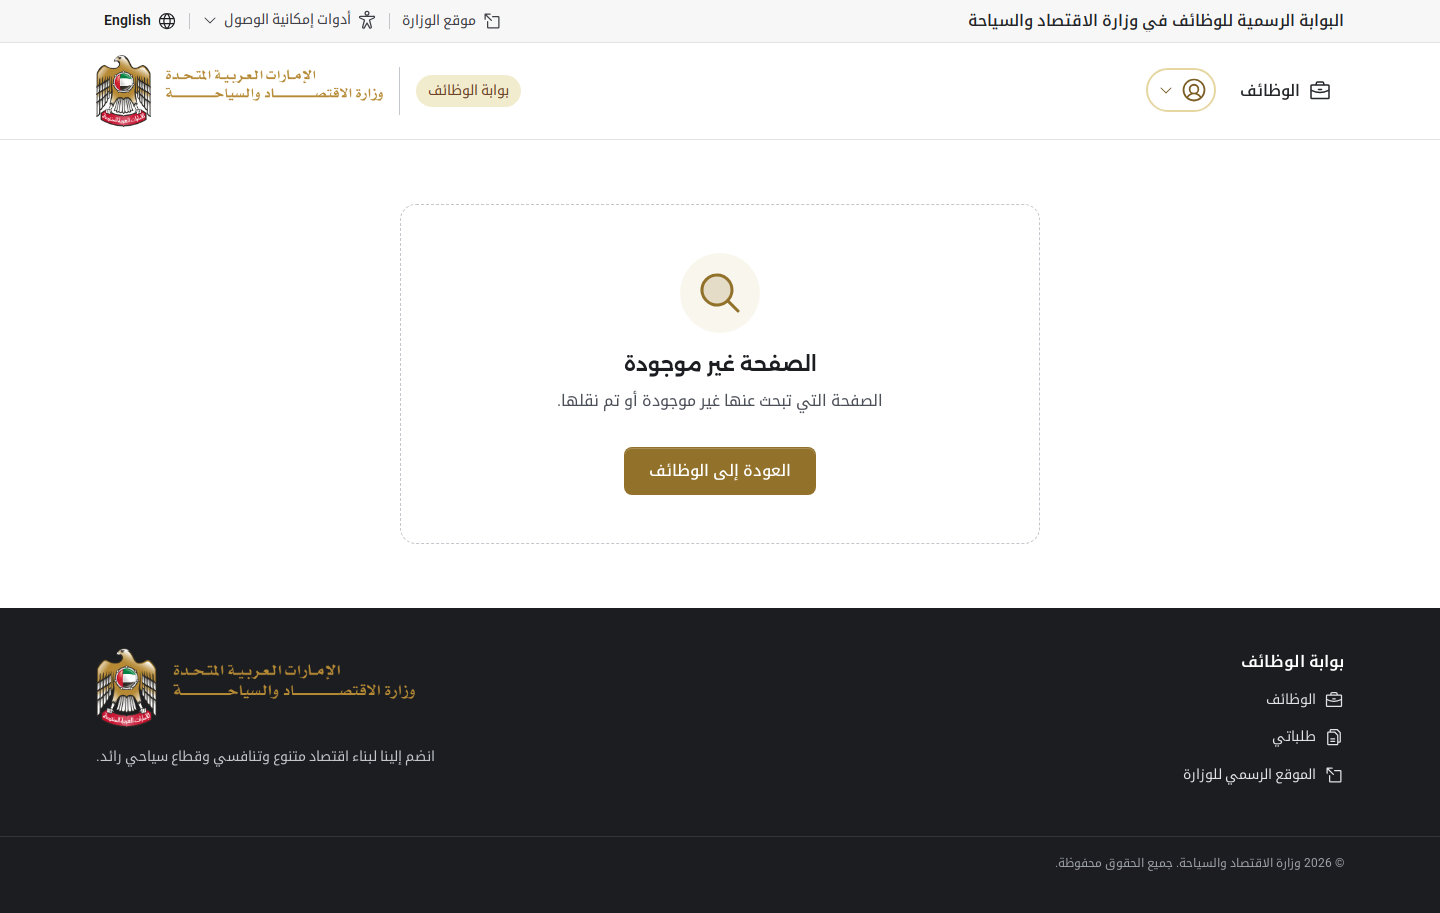 البوابة الرسمية للوظائف في وزارة الاقتصاد والسياحة
موقع الوزارة
أدوات إمكانية الوصول
English
الوظائف
بوابة الوظائف
الإمارات العربية المتحدة
وزارة الاقتصاد والسياحة
الصفحة غير موجودة
الصفحة التي تبحث عنها غير موجودة أو تم نقلها.
العودة إلى الوظائف
بوابة الوظائف
الوظائف
طلباتي
الموقع الرسمي للوزارة
الإمارات العربية المتحدة
وزارة الاقتصاد والسياحة
انضم إلينا لبناء اقتصاد متنوع وتنافسي وقطاع سياحي رائد.
© 2026 وزارة الاقتصاد والسياحة. جميع الحقوق محفوظة.